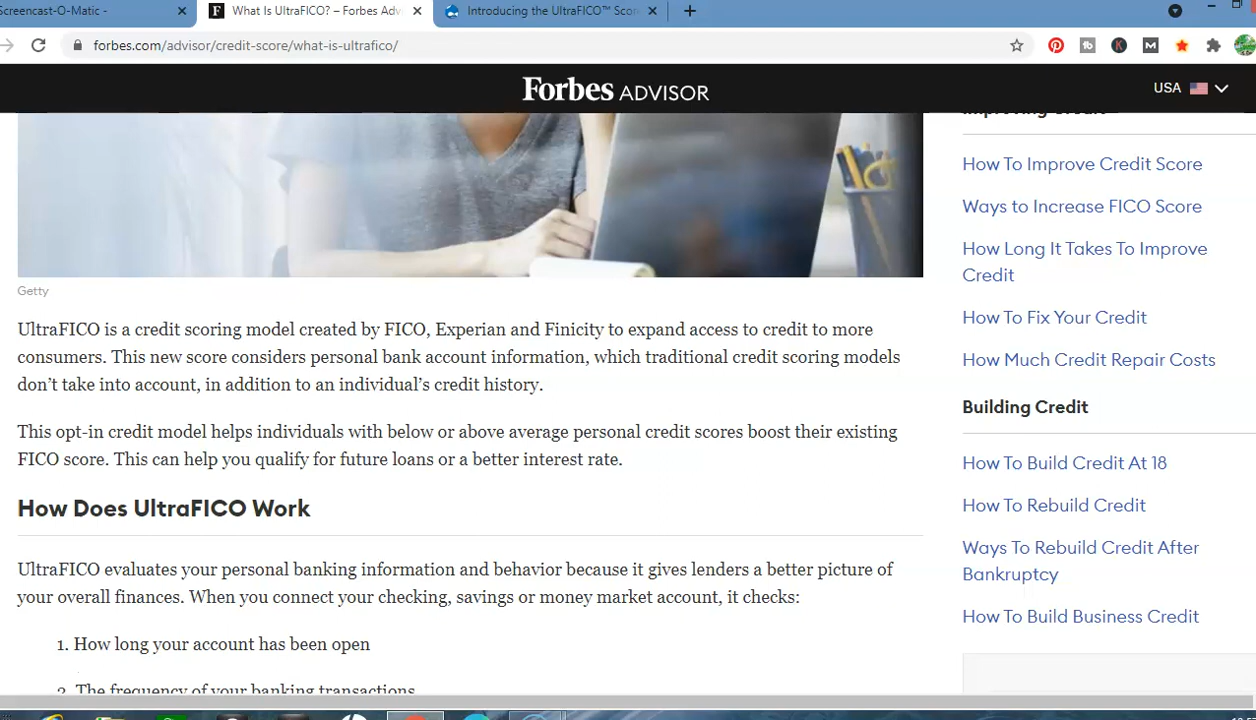 Screencast-O-Matic -
What Is UltraFICO? – Forbes Adv
Introducing the UltraFICO™ Scor
forbes.com/advisor/credit-score/what-is-ultrafico/
Forbes ADVISOR
USA
Getty
UltraFICO is a credit scoring model created by FICO, Experian and Finicity to expand access to credit to more
consumers. This new score considers personal bank account information, which traditional credit scoring models
don’t take into account, in addition to an individual’s credit history.
This opt-in credit model helps individuals with below or above average personal credit scores boost their existing
FICO score. This can help you qualify for future loans or a better interest rate.
How Does UltraFICO Work
UltraFICO evaluates your personal banking information and behavior because it gives lenders a better picture of
your overall finances. When you connect your checking, savings or money market account, it checks:
1. How long your account has been open
2. The frequency of your banking transactions
Improving Credit
How To Improve Credit Score
Ways to Increase FICO Score
How Long It Takes To Improve
Credit
How To Fix Your Credit
How Much Credit Repair Costs
Building Credit
How To Build Credit At 18
How To Rebuild Credit
Ways To Rebuild Credit After
Bankruptcy
How To Build Business Credit